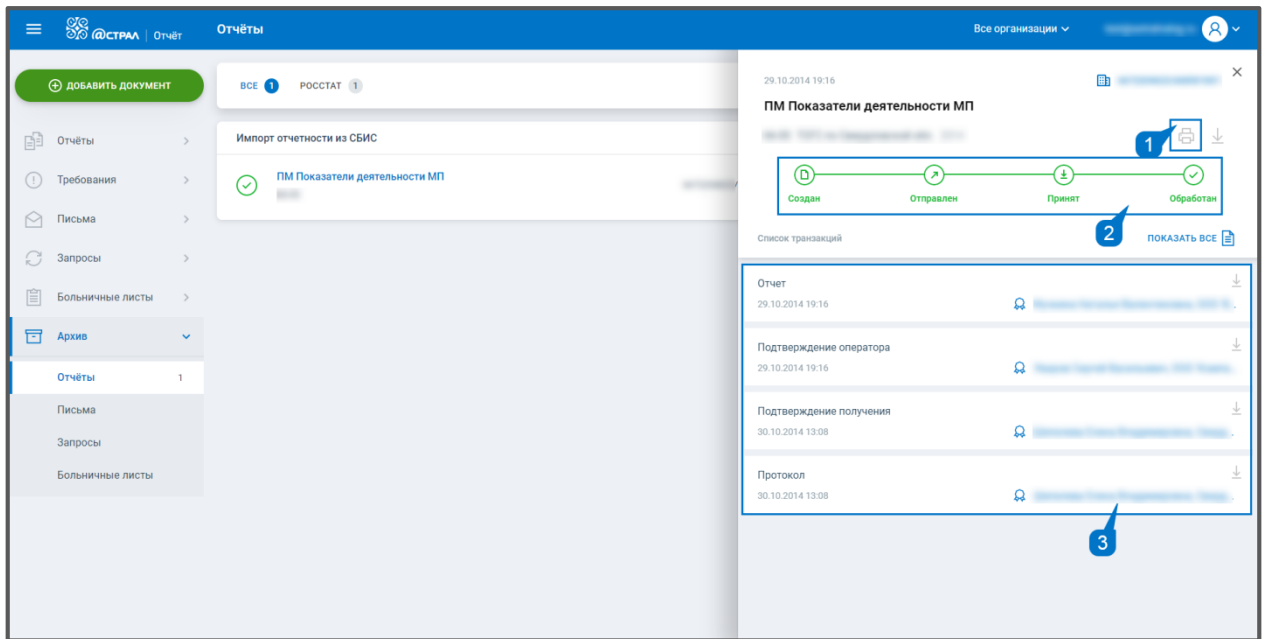 @СТРАЛ | Отчёт
Отчёты
Все организации
ДОБАВИТЬ ДОКУМЕНТ
Отчёты
Требования
Письма
Запросы
Больничные листы
Архив
Отчёты 1
Письма
Запросы
Больничные листы
ВСЕ 1 РОССТАТ 1
Импорт отчетности из СБИС
ПМ Показатели деятельности МП
29.10.2014 19:16
ПМ Показатели деятельности МП
1
Создан Отправлен Принят Обработан
2
Список транзакций ПОКАЗАТЬ ВСЕ
Отчет
29.10.2014 19:16
Подтверждение оператора
29.10.2014 19:16
Подтверждение получения
30.10.2014 13:08
Протокол
30.10.2014 13:08
3